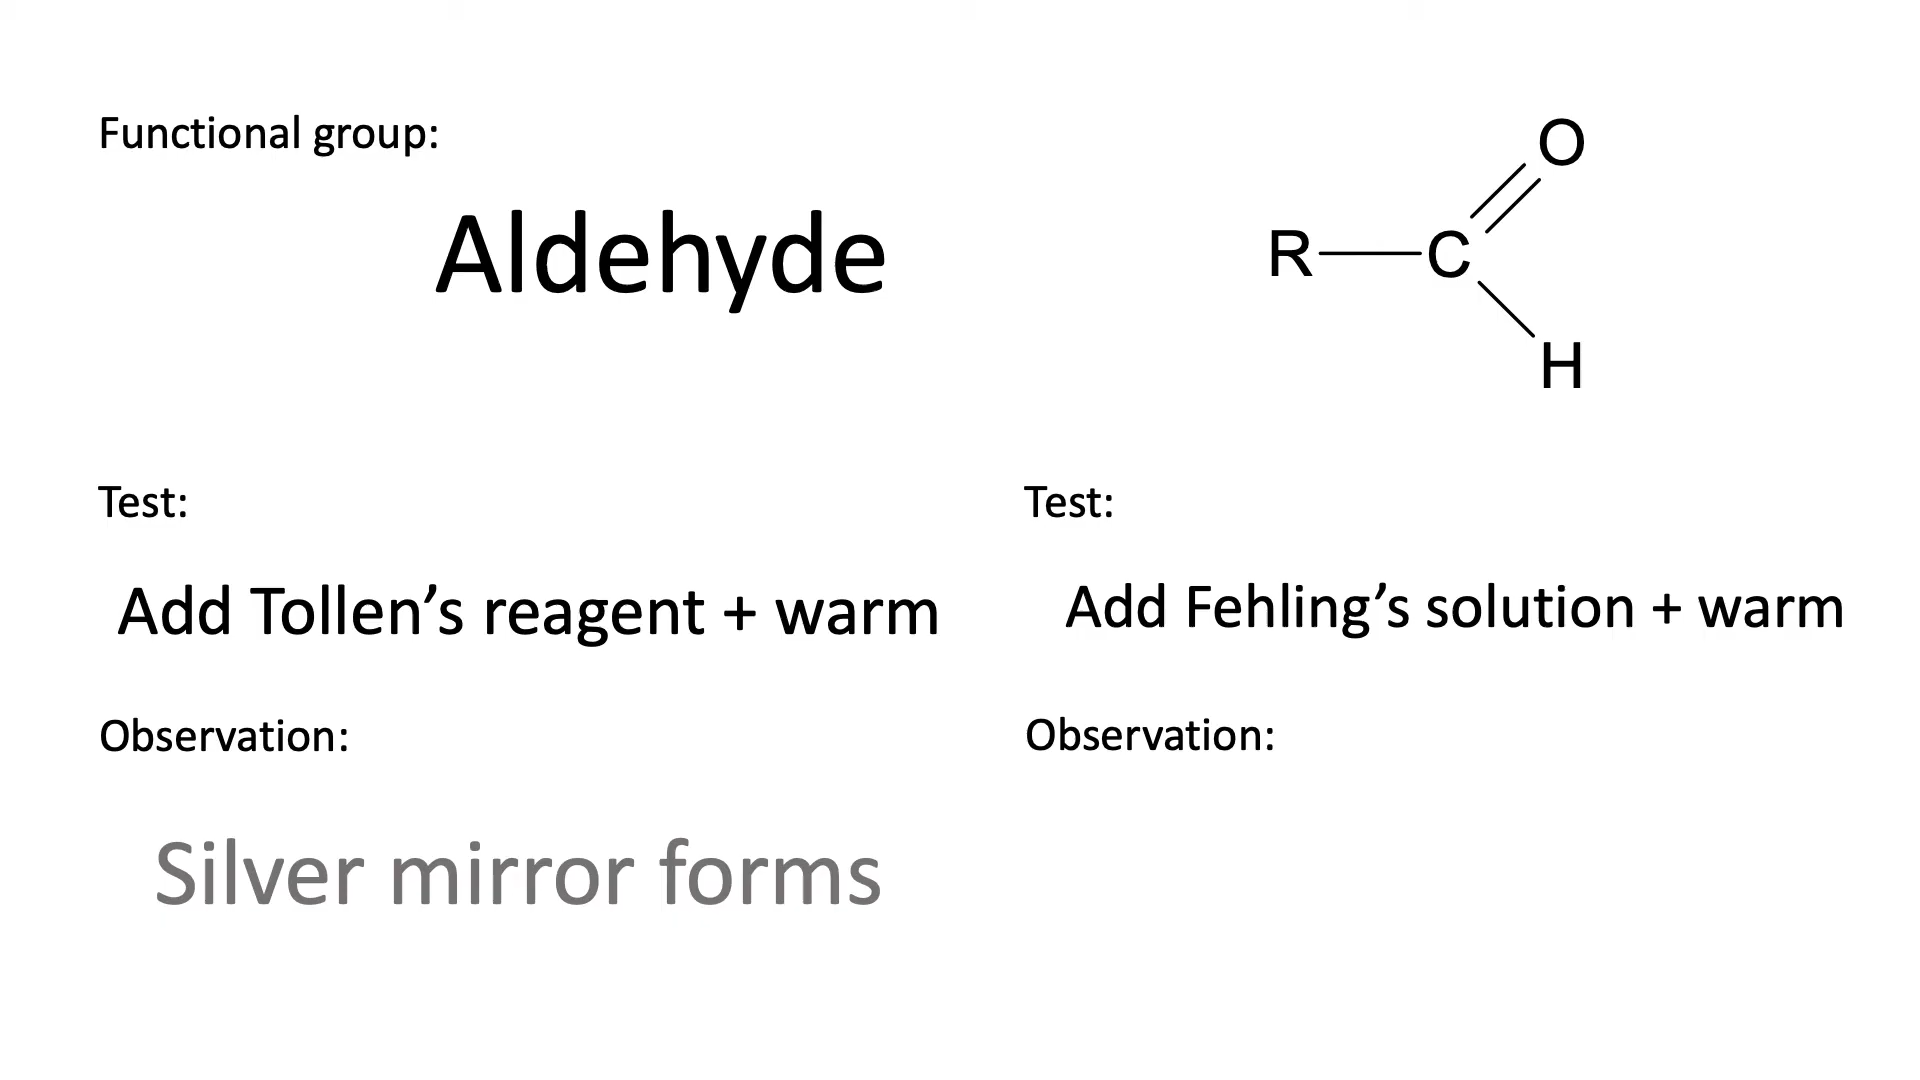 Functional group:
Aldehyde
O
R C
H
Test:
Add Tollen’s reagent + warm
Observation:
Silver mirror forms
Test:
Add Fehling’s solution + warm
Observation: